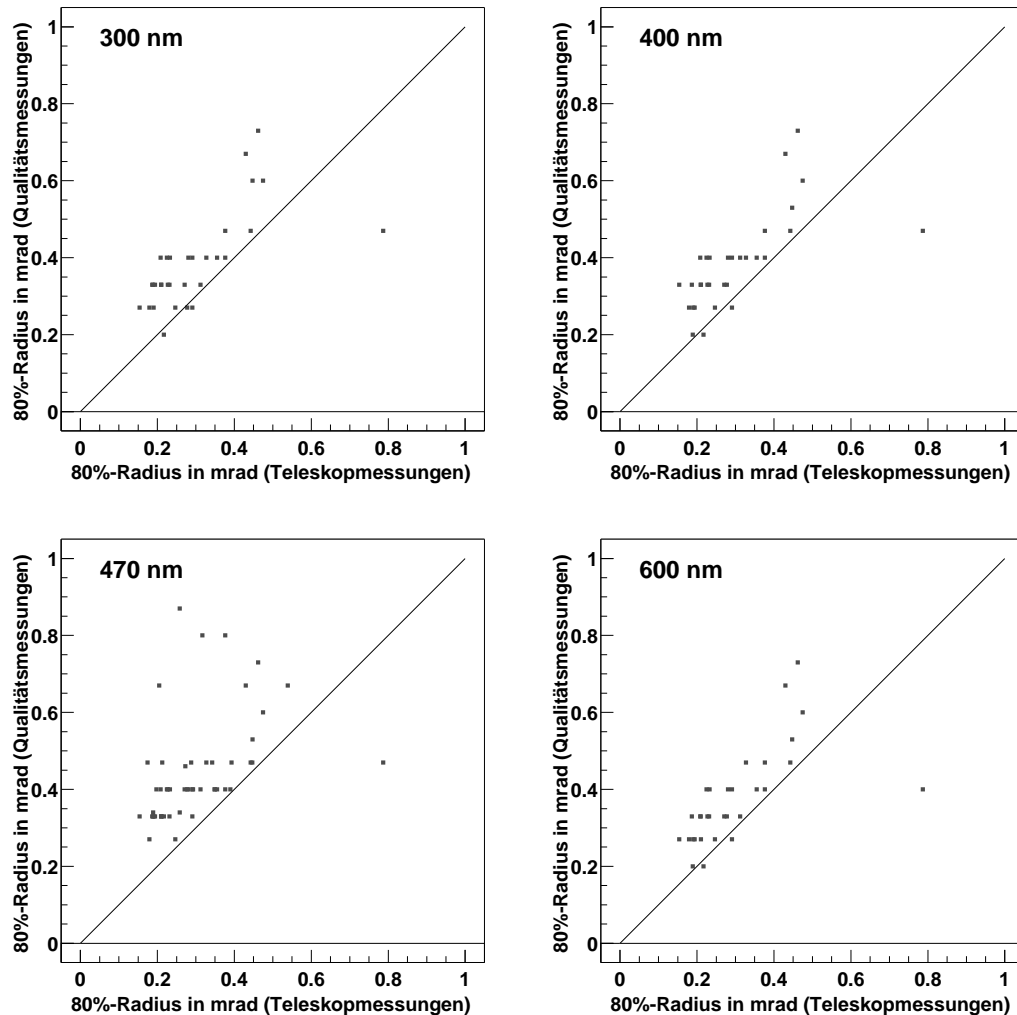 300 nm
1
0.8
0.6
0.4
0.2
0
0 0.2 0.4 0.6 0.8 1
80%-Radius in mrad (Qualitätsmessungen)
80%-Radius in mrad (Teleskopmessungen)
400 nm
1
0.8
0.6
0.4
0.2
0
0 0.2 0.4 0.6 0.8 1
80%-Radius in mrad (Qualitätsmessungen)
80%-Radius in mrad (Teleskopmessungen)
470 nm
1
0.8
0.6
0.4
0.2
0
0 0.2 0.4 0.6 0.8 1
80%-Radius in mrad (Qualitätsmessungen)
80%-Radius in mrad (Teleskopmessungen)
600 nm
1
0.8
0.6
0.4
0.2
0
0 0.2 0.4 0.6 0.8 1
80%-Radius in mrad (Qualitätsmessungen)
80%-Radius in mrad (Teleskopmessungen)